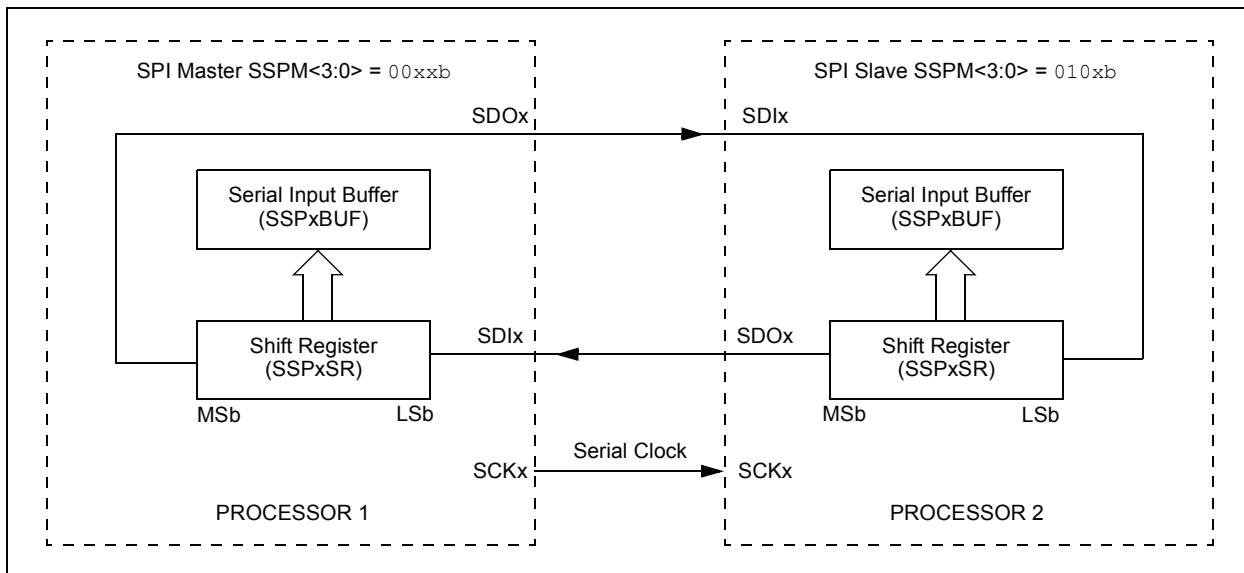 SPI Master SSPM<3:0> = 00xxb
SPI Slave SSPM<3:0> = 010xb
SDOx
SDIx
Serial Input Buffer
(SSPxBUF)
Serial Input Buffer
(SSPxBUF)
Shift Register
(SSPxSR)
SDIx
SDOx
Shift Register
(SSPxSR)
MSb
LSb
MSb
LSb
Serial Clock
SCKx
SCKx
PROCESSOR 1
PROCESSOR 2